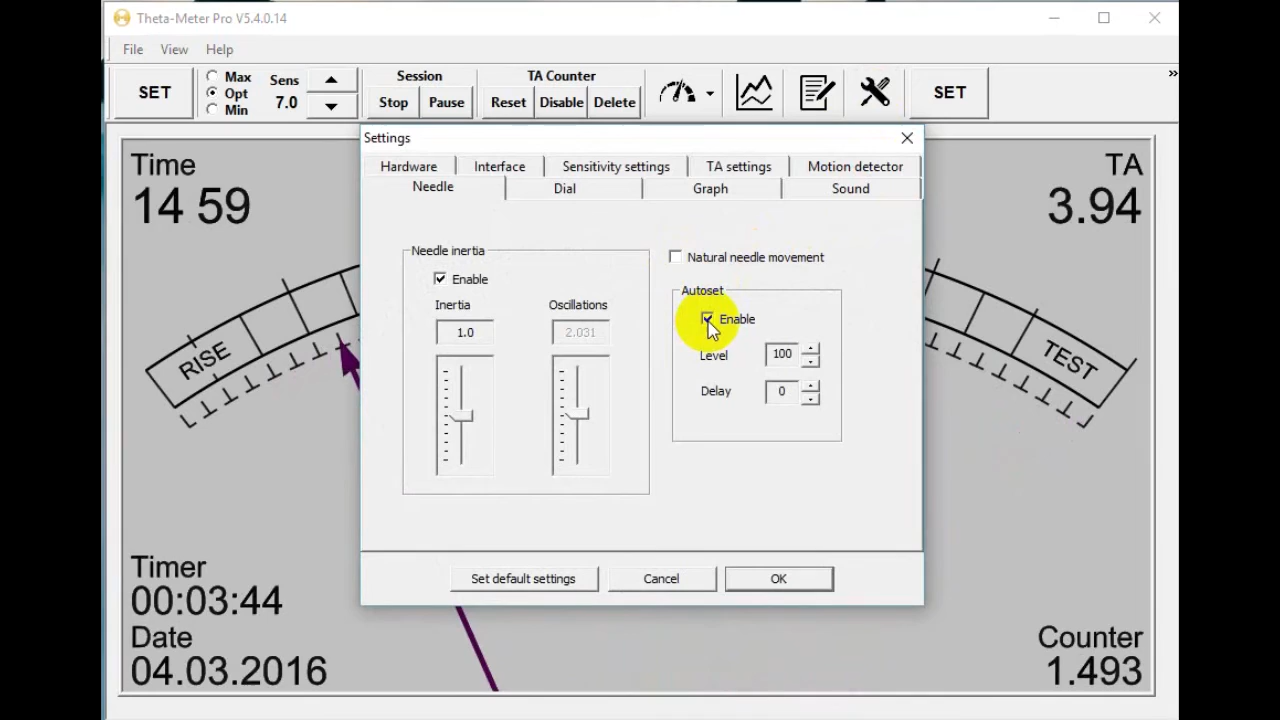 Theta-Meter Pro V5.4.0.14
File View Help
SET
Max
Opt
Min
Sens
7.0
Session
Stop Pause
TA Counter
Reset Disable Delete
SET
»
Time
14 59
TA
3.94
RISE
TEST
Settings
Hardware Interface Sensitivity settings TA settings Motion detector
Needle Dial Graph Sound
Needle inertia
Enable
Inertia Oscillations
1.0 2.031
Natural needle movement
Autoset
Enable
Level 100
Delay 0
Set default settings Cancel OK
Timer
00:03:44
Date
04.03.2016
Counter
1.493